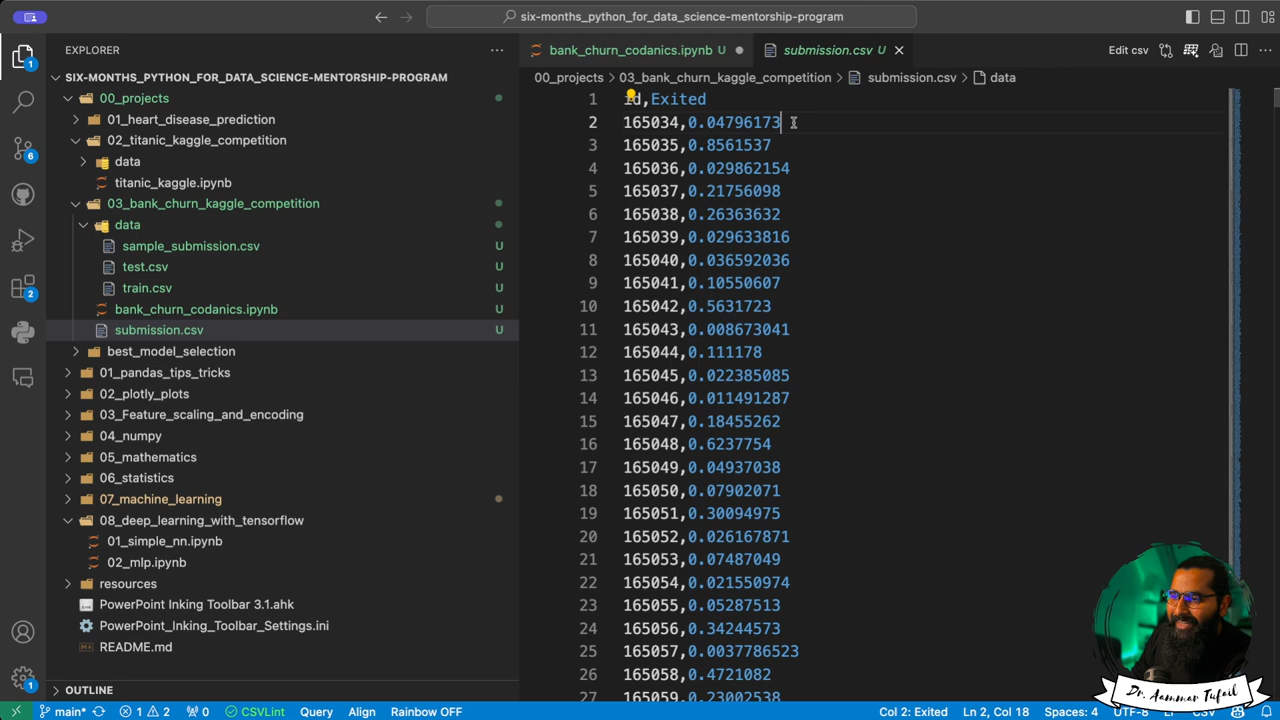 six-months_python_for_data_science-mentorship-program
EXPLORER
bank_churn_codanics.ipynb U
submission.csv U
Edit csv
SIX-MONTHS_PYTHON_FOR_DATA_SCIENCE-MENTORSHIP-PROGRAM
00_projects > 03_bank_churn_kaggle_competition > submission.csv > data
00_projects
01_heart_disease_prediction
02_titanic_kaggle_competition
data
titanic_kaggle.ipynb
03_bank_churn_kaggle_competition
data
sample_submission.csv U
test.csv U
train.csv U
bank_churn_codanics.ipynb U
submission.csv U
best_model_selection
01_pandas_tips_tricks
02_plotly_plots
03_Feature_scaling_and_encoding
04_numpy
05_mathematics
06_statistics
07_machine_learning
08_deep_learning_with_tensorflow
01_simple_nn.ipynb
02_mlp.ipynb
resources
PowerPoint Inking Toolbar 3.1.ahk
PowerPoint_Inking_Toolbar_Settings.ini
README.md
OUTLINE
1
6
2
1
1 id,Exited
2 165034,0.04796173
3 165035,0.8561537
4 165036,0.029862154
5 165037,0.21756098
6 165038,0.26363632
7 165039,0.029633816
8 165040,0.036592036
9 165041,0.10550607
10 165042,0.5631723
11 165043,0.008673041
12 165044,0.111178
13 165045,0.022385085
14 165046,0.011491287
15 165047,0.18455262
16 165048,0.6237754
17 165049,0.04937038
18 165050,0.07902071
19 165051,0.30094975
20 165052,0.026167871
21 165053,0.07487049
22 165054,0.021550974
23 165055,0.05287513
24 165056,0.34244573
25 165057,0.0037786523
26 165058,0.4721082
27 165059,0.23002538
Dr. Aammar Tufail
main* 1 2 0 CSVLint Query Align Rainbow OFF Col 2: Exited Ln 2, Col 18 Spaces: 4 UTF-8 LF CSV